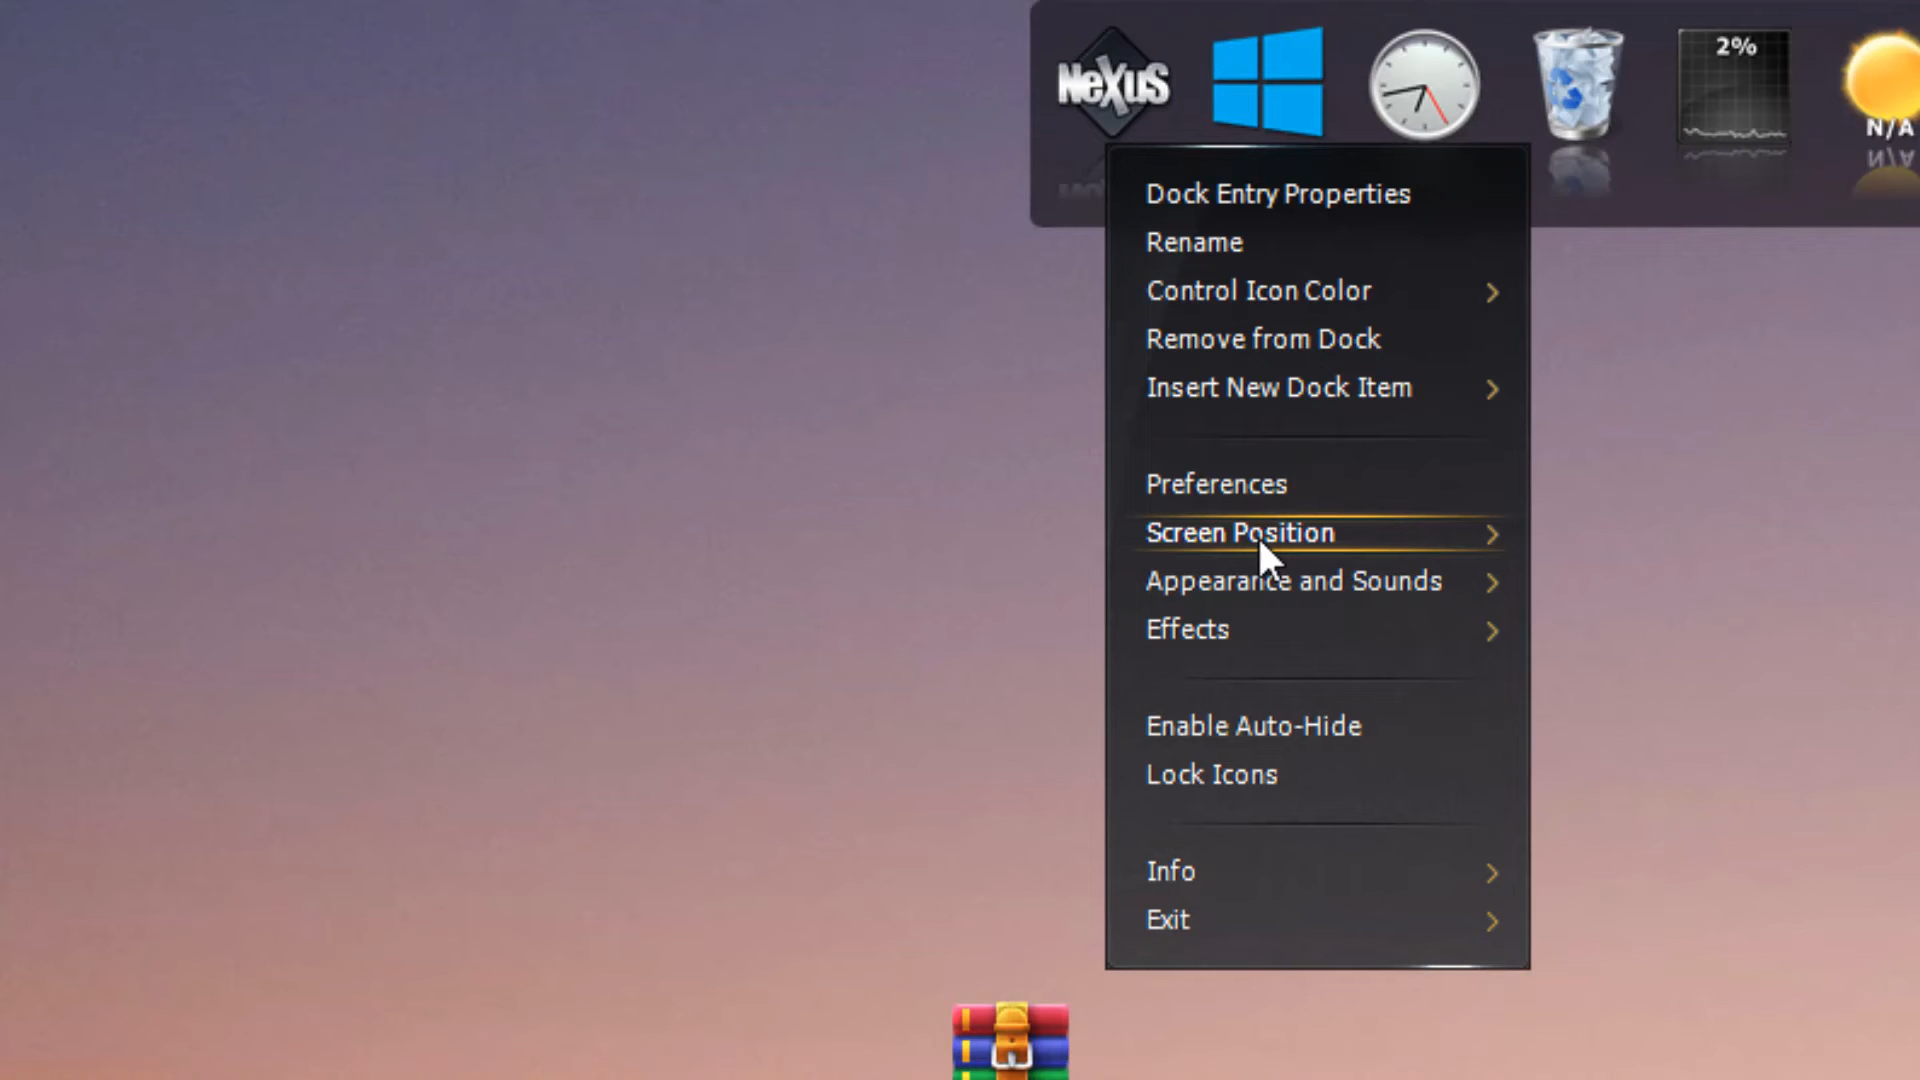 NeXuS
2%
N/A
N/A
Dock Entry Properties
Rename
Control Icon Color
Remove from Dock
Insert New Dock Item
Preferences
Screen Position
Appearance and Sounds
Effects
Enable Auto-Hide
Lock Icons
Info
Exit